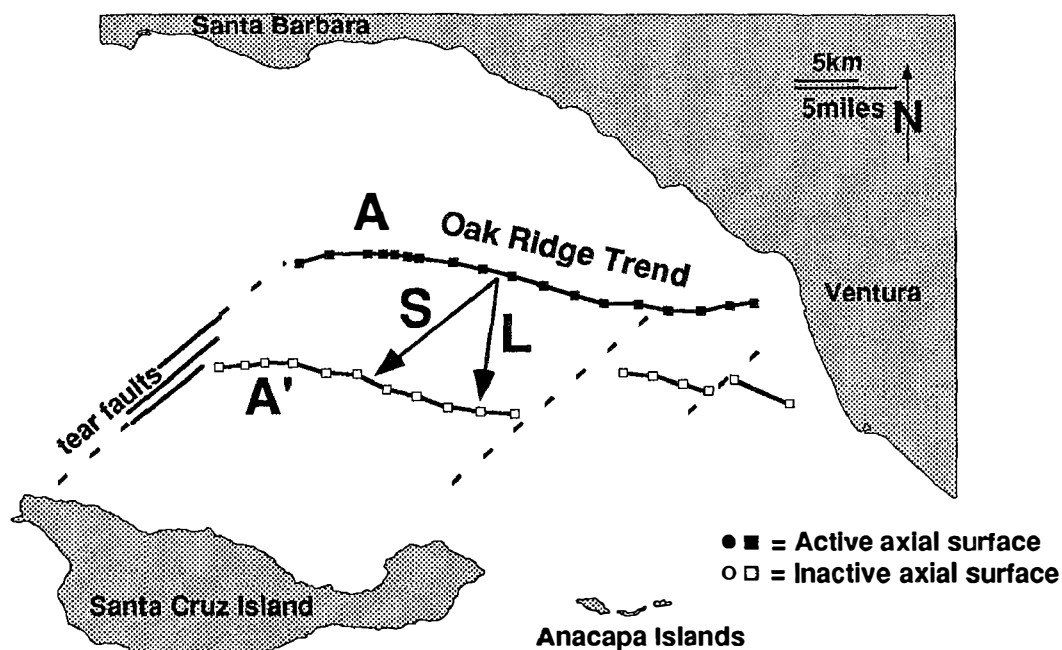 Santa Barbara
5km
5miles
N
A
Oak Ridge Trend
S
L
Ventura
A'
tear faults
● ■ = Active axial surface
○ □ = Inactive axial surface
Santa Cruz Island
Anacapa Islands